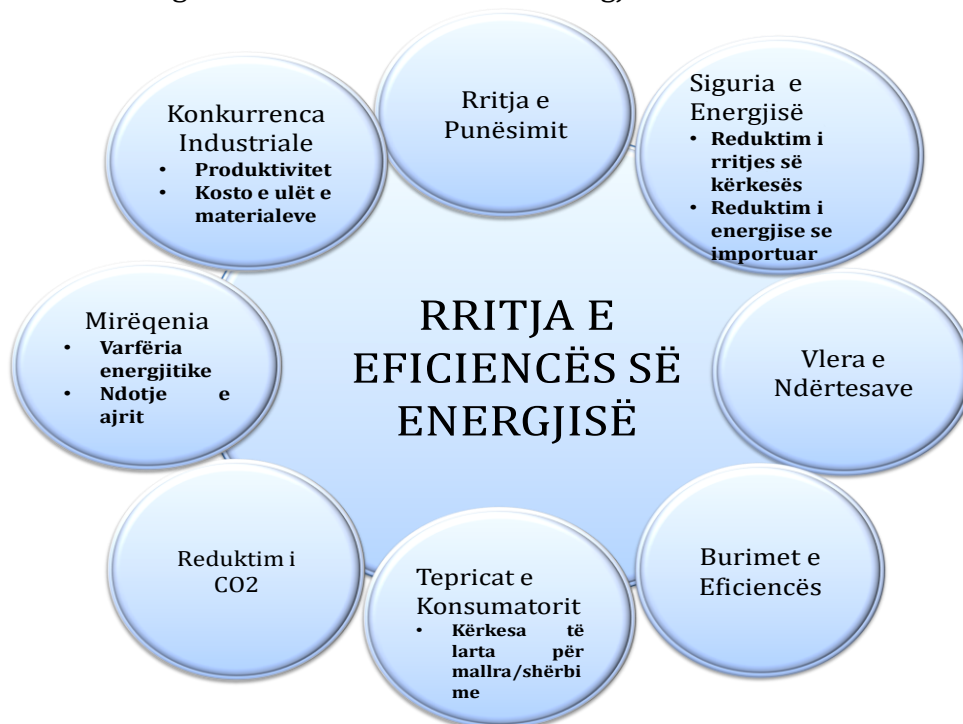 Rritja e
Punësimit
Siguria e
Energjisë
• Reduktim i
rritjes së
kërkesës
• Reduktim i
energjise se
importuar
Konkurrenca
Industriale
• Produktivitet
• Kosto e ulët e
materialeve
RRITJA E
EFICIENCËS SË
ENERGJISË
Mirëqenia
• Varfëria
energjitike
• Ndotje e
ajrit
Vlera e
Ndërtesave
Reduktim i
CO2
Tepricat e
Konsumatorit
• Kërkesa të
larta për
mallra/shërbi
me
Burimet e
Eficiencës